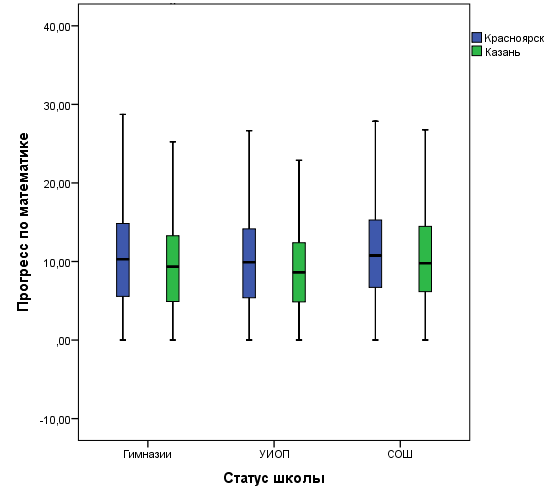 40,00
30,00
20,00
10,00
,00
-10,00
Прогресс по математике
Гимназии
УИОП
СОШ
Статус школы
Красноярск
Казань